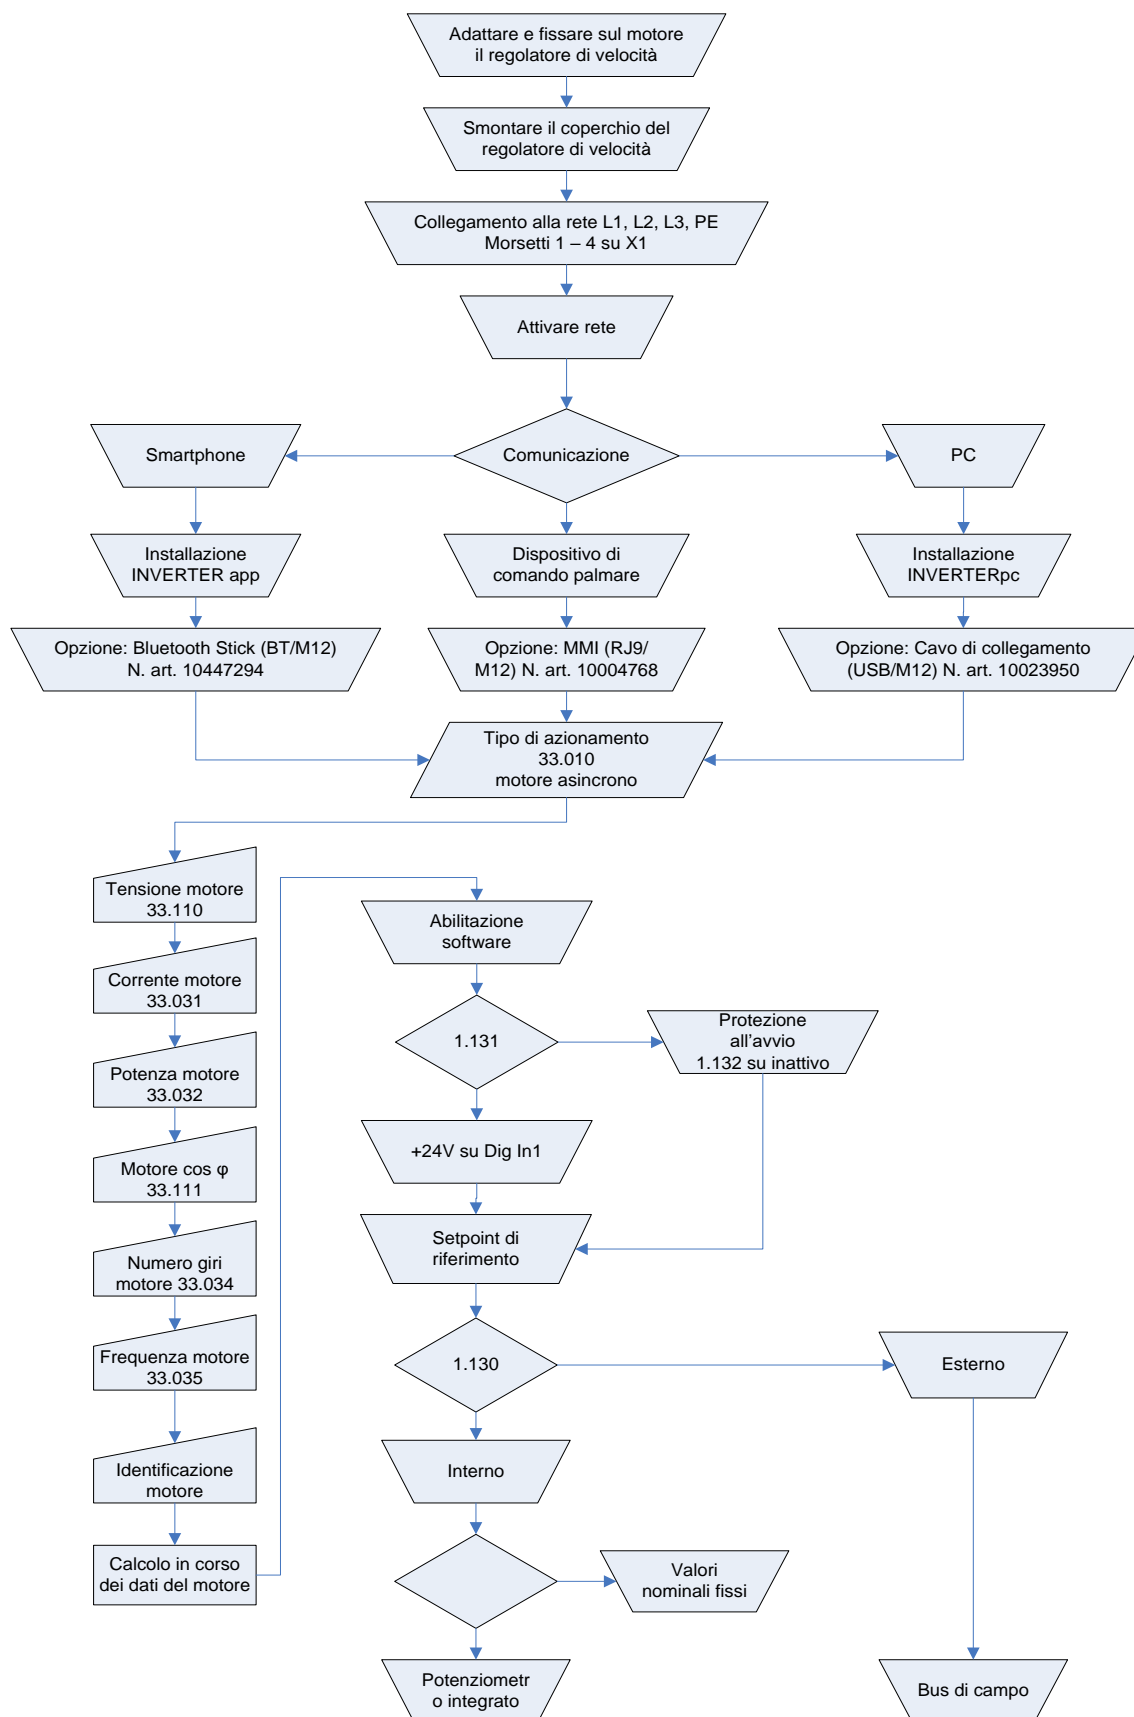 Adattare e fissare sul motore
il regolatore di velocità
Smontare il coperchio del
regolatore di velocità
Collegamento alla rete L1, L2, L3, PE
Morsetti 1 – 4 su X1
Attivare rete
Smartphone
Comunicazione
PC
Installazione
INVERTER app
Dispositivo di
comando palmare
Installazione
INVERTERpc
Opzione: Bluetooth Stick (BT/M12)
N. art. 10447294
Opzione: MMI (RJ9/
M12) N. art. 10004768
Opzione: Cavo di collegamento
(USB/M12) N. art. 10023950
Tipo di azionamento
33.010
motore asincrono
Tensione motore
33.110
Corrente motore
33.031
Potenza motore
33.032
Motore cos φ
33.111
Numero giri
motore 33.034
Frequenza motore
33.035
Identificazione
motore
Calcolo in corso
dei dati del motore
Abilitazione
software
1.131
Protezione
all'avvio
1.132 su inattivo
+24V su Dig In1
Setpoint di
riferimento
1.130
Esterno
Interno
Valori
nominali fissi
Potenziometr
o integrato
Bus di campo